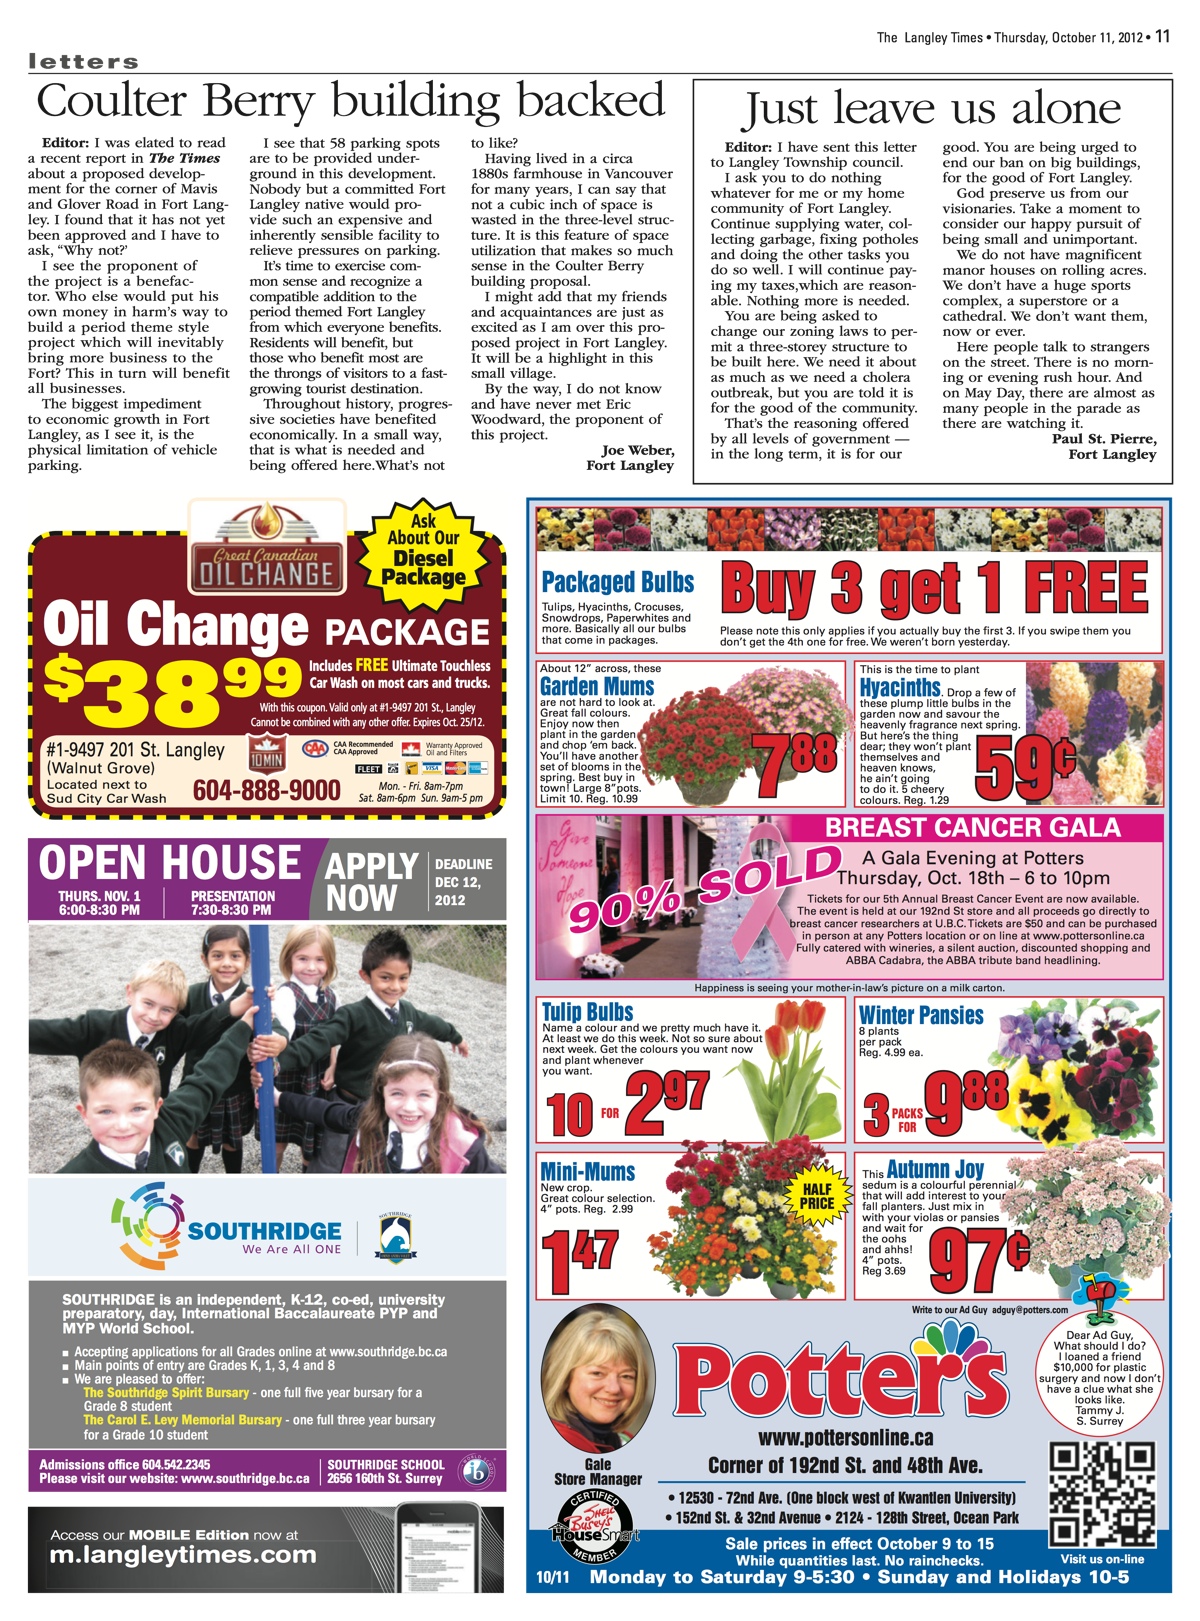 The Langley Times • Thursday, October 11, 2012 • 11
letters
Coulter Berry building backed
Editor: I was elated to read
a recent report in The Times
about a proposed develop-
ment for the corner of Mavis
and Glover Road in Fort Lang-
ley. I found that it has not yet
been approved and I have to
ask, “Why not?’
I see the proponent of
the project is a benefac-
tor. Who else would put his
own money in harm’s way to
build a period theme style
project which will inevitably
bring more business to the
Fort? This in turn will benefit
all businesses.
The biggest impediment
to economic growth in Fort
Langley, as I see it, is the
physical limitation of vehicle
parking.
I see that 58 parking spots
are to be provided under-
ground in this development.
Nobody but a committed Fort
Langley native would pro-
vide such an expensive and
inherently sensible facility to
relieve pressures on parking.
It’s time to exercise com-
mon sense and recognize a
compatible addition to the
period themed Fort Langley
from which everyone benefits.
Residents will benefit, but
those who benefit most are
the throngs of visitors to a fast-
growing tourist destination.
Throughout history, progres-
sive societies have benefited
economically. In a small way,
that is what is needed and
being offered here.What’s not
to like?
Having lived in a circa
1880s farmhouse in Vancouver
for many years, I can say that
not a cubic inch of space is
wasted in the three-level struc-
ture. It is this feature of space
utilization that makes so much
sense in the Coulter Berry
building proposal.
I might add that my friends
and acquaintances are just as
excited as I am over this pro-
posed project in Fort Langley.
It will be a highlight in this
small village.
By the way, I do not know
and have never met Eric
Woodward, the proponent of
this project.
Joe Weber,
Fort Langley
Just leave us alone
Editor: I have sent this letter
to Langley Township council.
I ask you to do nothing
whatever for me or my home
community of Fort Langley.
Continue supplying water, col-
lecting garbage, fixing potholes
and doing the other tasks you
do so well. I will continue pay-
ing my taxes,which are reason-
able. Nothing more is needed.
You are being asked to
change our zoning laws to per-
mit a three-storey structure to
be built here. We need it about
as much as we need a cholera
outbreak, but you are told it is
for the good of the community.
That’s the reasoning offered
by all levels of government —
in the long term, it is for our
good. You are being urged to
end our ban on big buildings,
for the good of Fort Langley.
God preserve us from our
visionaries. Take a moment to
consider our happy pursuit of
being small and unimportant.
We do not have magnificent
manor houses on rolling acres.
We don’t have a huge sports
complex, a superstore or a
cathedral. We don’t want them,
now or ever.
Here people talk to strangers
on the street. There is no morn-
ing or evening rush hour. And
on May Day, there are almost as
many people in the parade as
there are watching it.
Paul St. Pierre,
Fort Langley
Great Canadian
OIL CHANGE
Ask
About Our
Diesel
Package
Oil Change PACKAGE
$38 99
Includes FREE Ultimate Touchless
Car Wash on most cars and trucks.
With this coupon. Valid only at #1-9497 201 St., Langley
Cannot be combined with any other offer. Expires Oct. 25/12.
#1-9497 201 St. Langley
(Walnut Grove)
Located next to
Sud City Car Wash
10 MIN
604-888-9000
CAA
CAA Recommended
CAA Approved
Warranty Approved
Oil and Filters
FLEET
VISA
Mon. - Fri. 8am-7pm
Sat. 8am-6pm Sun. 9am-5 pm
OPEN HOUSE
THURS. NOV. 1
6:00-8:30 PM
PRESENTATION
7:30-8:30 PM
APPLY
NOW
DEADLINE
DEC 12,
2012
SOUTHRIDGE
We Are All ONE
SOUTHRIDGE
SOUTHRIDGE is an independent, K-12, co-ed, university
preparatory, day, International Baccalaureate PYP and
MYP World School.
■ Accepting applications for all Grades online at www.southridge.bc.ca
■ Main points of entry are Grades K, 1, 3, 4 and 8
■ We are pleased to offer:
The Southridge Spirit Bursary - one full five year bursary for a
Grade 8 student
The Carol E. Levy Memorial Bursary - one full three year bursary
for a Grade 10 student
Admissions office 604.542.2345
Please visit our website: www.southridge.bc.ca
SOUTHRIDGE SCHOOL
2656 160th St. Surrey
ib
Access our MOBILE Edition now at
m.langleytimes.com
Packaged Bulbs
Tulips, Hyacinths, Crocuses,
Snowdrops, Paperwhites and
more. Basically all our bulbs
that come in packages.
Buy 3 get 1 FREE
Please note this only applies if you actually buy the first 3. If you swipe them you
don’t get the 4th one for free. We weren’t born yesterday.
About 12” across, these
Garden Mums
are not hard to look at.
Great fall colours.
Enjoy now then
plant in the garden
and chop ’em back.
You’ll have another
set of blooms in the
spring. Best buy in
town! Large 8”pots.
Limit 10. Reg. 10.99
7 88
This is the time to plant
Hyacinths. Drop a few of
these plump little bulbs in the
garden now and savour the
heavenly fragrance next spring.
But here’s the thing
dear; they won’t plant
themselves and
heaven knows,
he ain’t going
to do it. 5 cheery
colours. Reg. 1.29
59¢
Give
Someone
Hope
90% SOLD
BREAST CANCER GALA
A Gala Evening at Potters
Thursday, Oct. 18th – 6 to 10pm
Tickets for our 5th Annual Breast Cancer Event are now available.
The event is held at our 192nd St store and all proceeds go directly to
breast cancer researchers at U.B.C. Tickets are $50 and can be purchased
in person at any Potters location or on line at www.pottersonline.ca
Fully catered with wineries, a silent auction, discounted shopping and
ABBA Cadabra, the ABBA tribute band headlining.
Happiness is seeing your mother-in-law’s picture on a milk carton.
Tulip Bulbs
Name a colour and we pretty much have it.
At least we do this week. Not so sure about
next week. Get the colours you want now
and plant whenever
you want.
10 FOR 2 97
Winter Pansies
8 plants
per pack
Reg. 4.99 ea.
3 PACKS FOR 9 88
Mini-Mums
New crop.
Great colour selection.
4” pots. Reg. 2.99
1 47
HALF
PRICE
This Autumn Joy
sedum is a colourful perennial
that will add interest to your
fall planters. Just mix in
with your violas or pansies
and wait for
the oohs
and ahhs!
4” pots.
Reg 3.69
97¢
Write to our Ad Guy adguy@potters.com
Gale
Store Manager
Potters
www.pottersonline.ca
Corner of 192nd St. and 48th Ave.
• 12530 - 72nd Ave. (One block west of Kwantlen University)
• 152nd St. & 32nd Avenue • 2124 - 128th Street, Ocean Park
Dear Ad Guy,
What should I do?
I loaned a friend
$10,000 for plastic
surgery and now I don’t
have a clue what she
looks like.
Tammy J.
S. Surrey
CERTIFIED
Shell Busey’s
HouseSmart
MEMBER
Sale prices in effect October 9 to 15
While quantities last. No rainchecks.
Visit us on-line
10/11 Monday to Saturday 9-5:30 • Sunday and Holidays 10-5